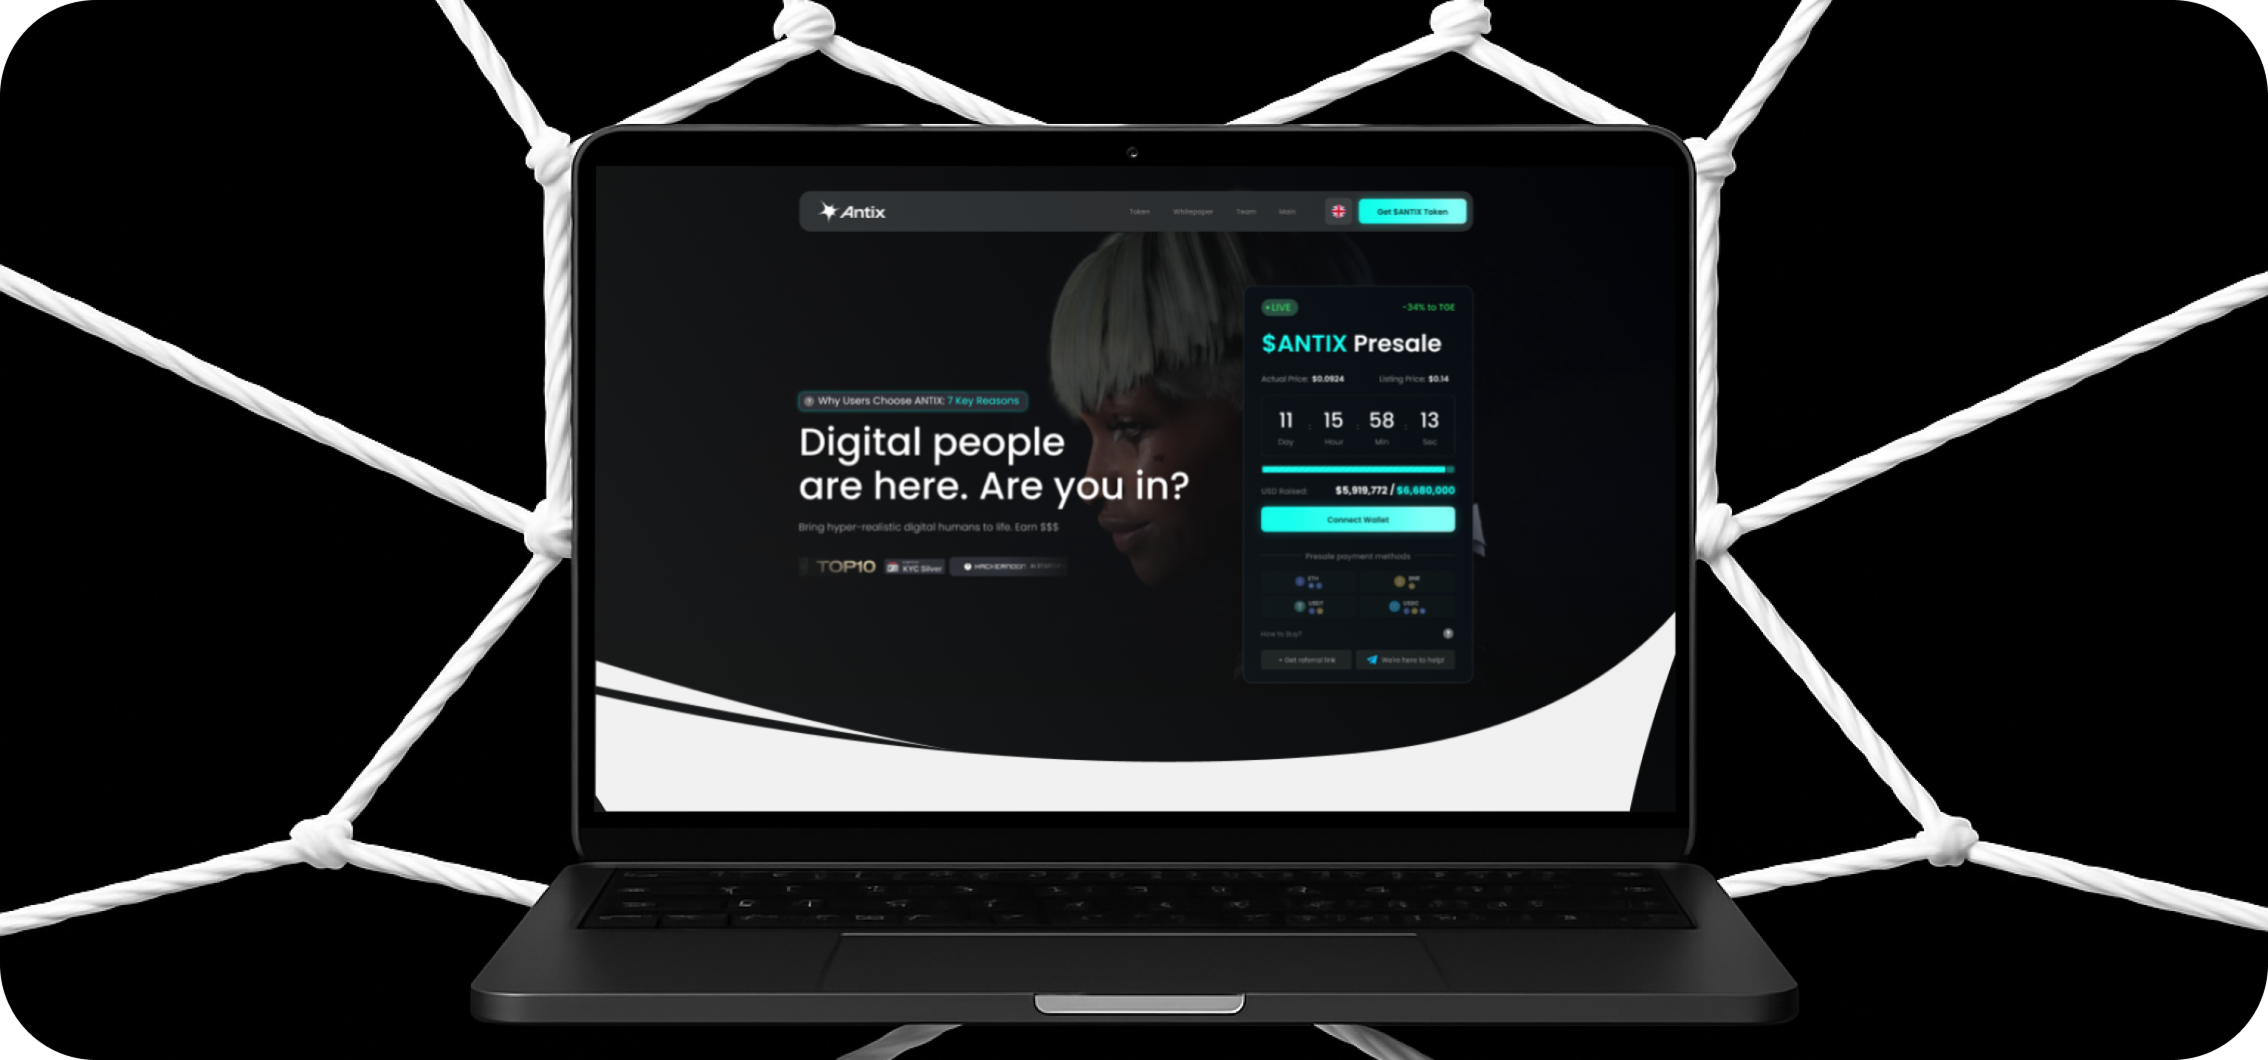 Antix
Token Whitepaper Team Main
Get $ANTIX Token
LIVE
-34% to TGE
$ANTIX Presale
Actual Price: $0.0924 Listing Price: $0.14
11 : 15 : 58 : 13
Day Hour Min Sec
USD Raised: $5,919,772 / $6,680,000
Connect Wallet
Presale payment methods
ETH BNB
USDT USDC
How to Buy? ?
+ Get referral link We're here to help!
? Why Users Choose ANTIX: 7 Key Reasons
Digital people
are here. Are you in?
Bring hyper-realistic digital humans to life. Earn $$$
TOP10 KYC Silver HACKERNOON